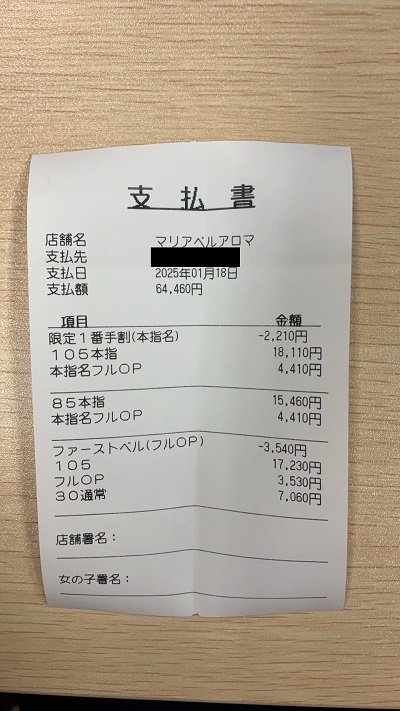 支払書
店舗名 マリアベルアロマ
支払先
支払日 2025年01月18日
支払額 64,460円
項目 金額
限定1番手割(本指名) -2,210円
105本指 18,110円
本指名フルOP 4,410円
85本指 15,460円
本指名フルOP 4,410円
ファーストベル(フルOP) -3,540円
105 17,230円
フルOP 3,530円
30通常 7,060円
店舗署名:
女の子署名: